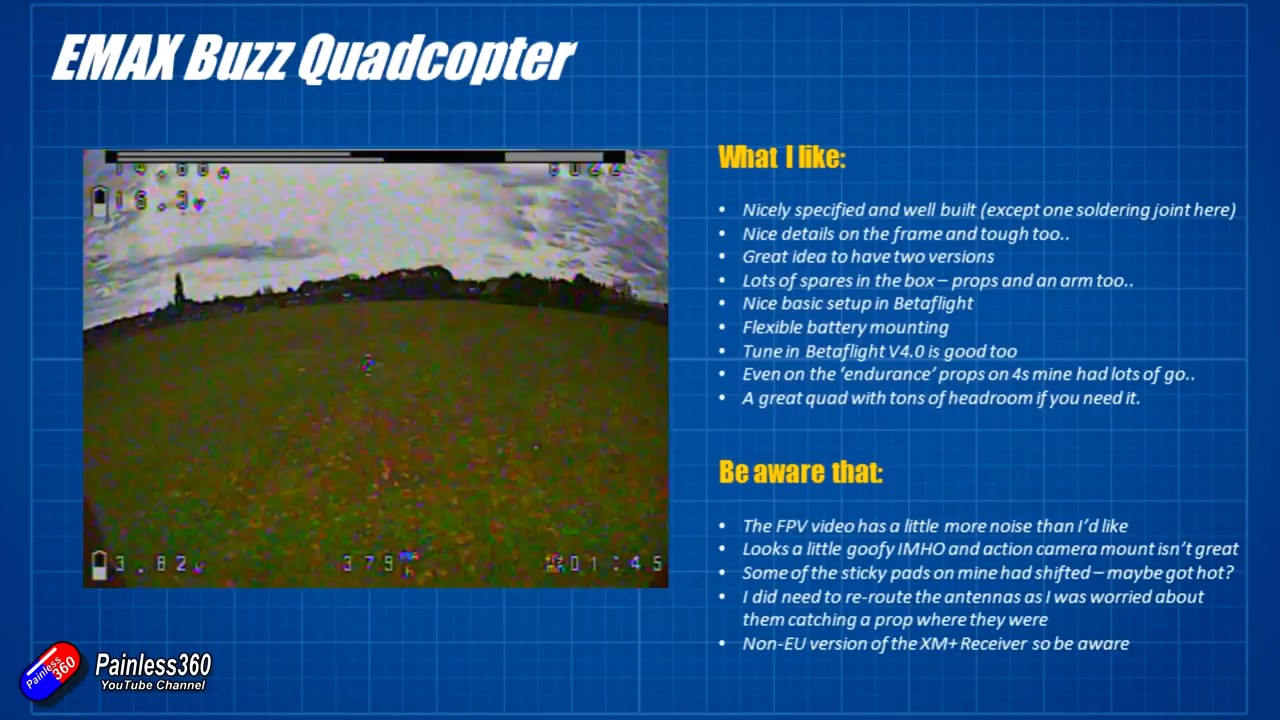 EMAX Buzz Quadcopter
What I like:
• Nicely specified and well built (except one soldering joint here)
• Nice details on the frame and tough too..
• Great idea to have two versions
• Lots of spares in the box – props and an arm too..
• Nice basic setup in Betaflight
• Flexible battery mounting
• Tune in Betaflight V4.0 is good too
• Even on the ‘endurance’ props on 4s mine had lots of go..
• A great quad with tons of headroom if you need it.
Be aware that:
• The FPV video has a little more noise than I’d like
• Looks a little goofy IMHO and action camera mount isn’t great
• Some of the sticky pads on mine had shifted – maybe got hot?
• I did need to re-route the antennas as I was worried about
them catching a prop where they were
• Non-EU version of the XM+ Receiver so be aware
3.82v
379
01:45
Painless360
Painless360
YouTube Channel